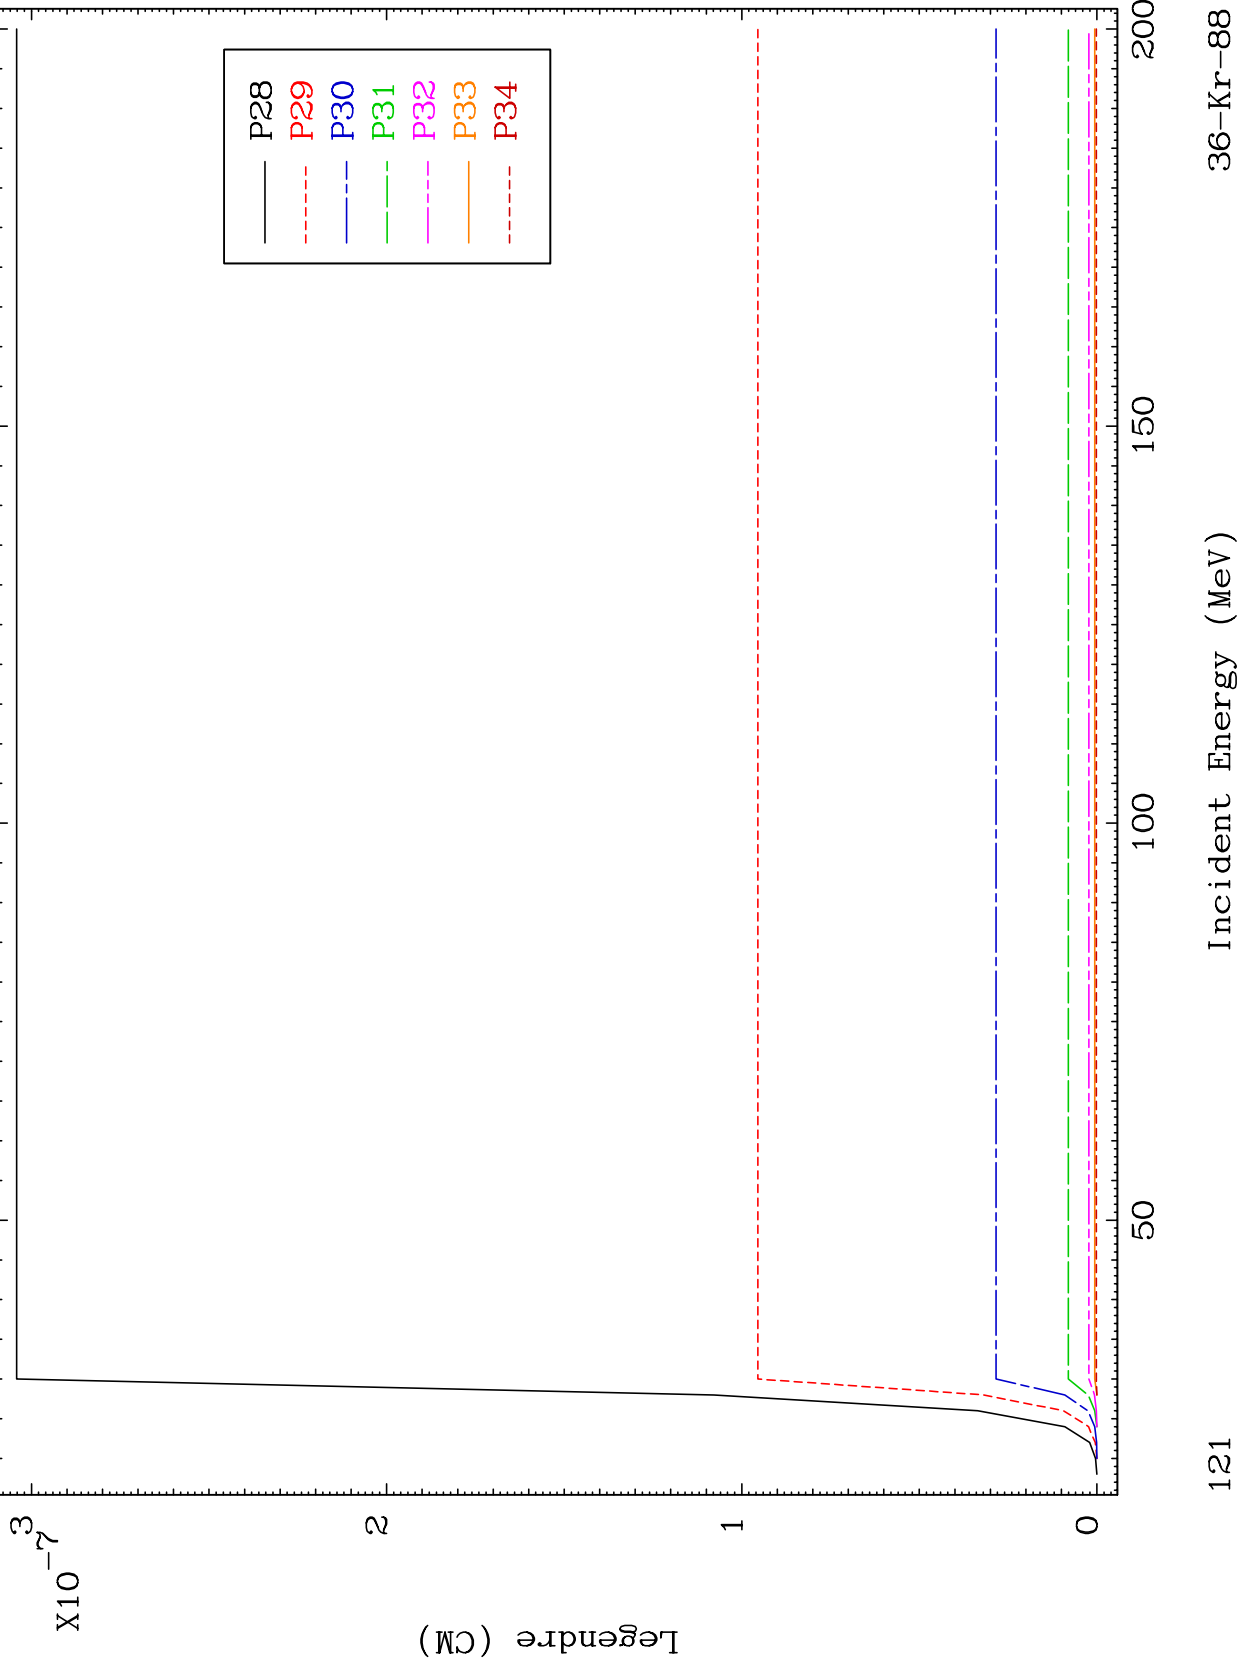 P28
P29
P30
P31
P32
P33
P34
3
2
1
0
X10
-7
Legendre (CM)
50
100
150
200
Incident Energy (MeV)
121
36-Kr-88